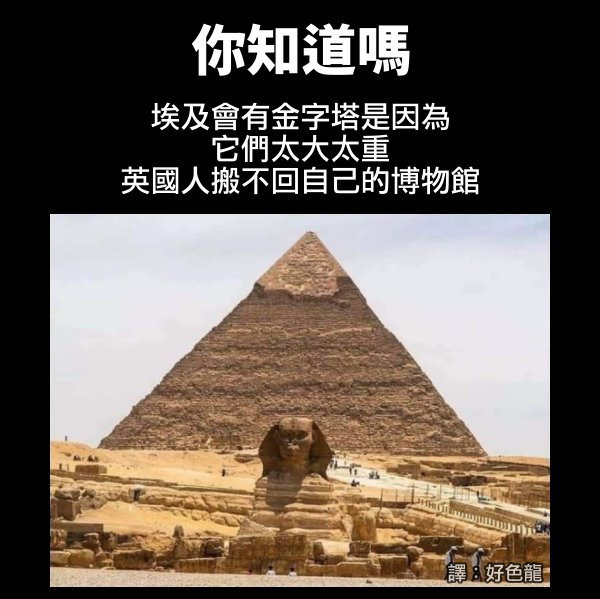 你知道嗎
埃及會有金字塔是因為
它們太大太重
英國人搬不回自己的博物館
譯：好色龍